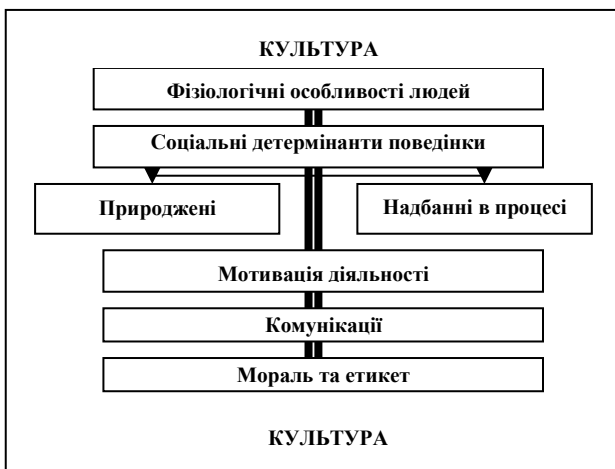 КУЛЬТУРА
Фізіологічні особливості людей
Соціальні детермінанти поведінки
Природжені
Надбанні в процесі
Мотивація діяльності
Комунікації
Мораль та етикет
КУЛЬТУРА